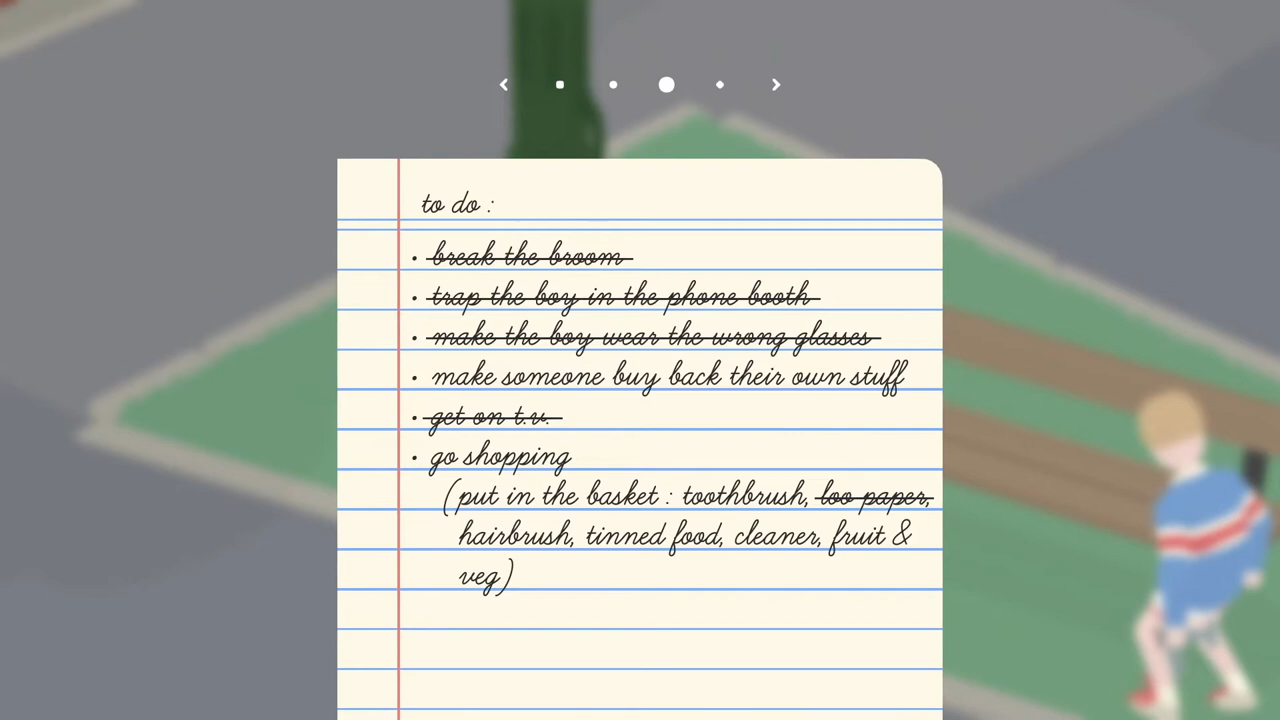 to do :
• break the broom
• trap the boy in the phone booth
• make the boy wear the wrong glasses
• make someone buy back their own stuff
• get on t.v.
• go shopping
(put in the basket : toothbrush, loo paper,
hairbrush, tinned food, cleaner, fruit &
veg)